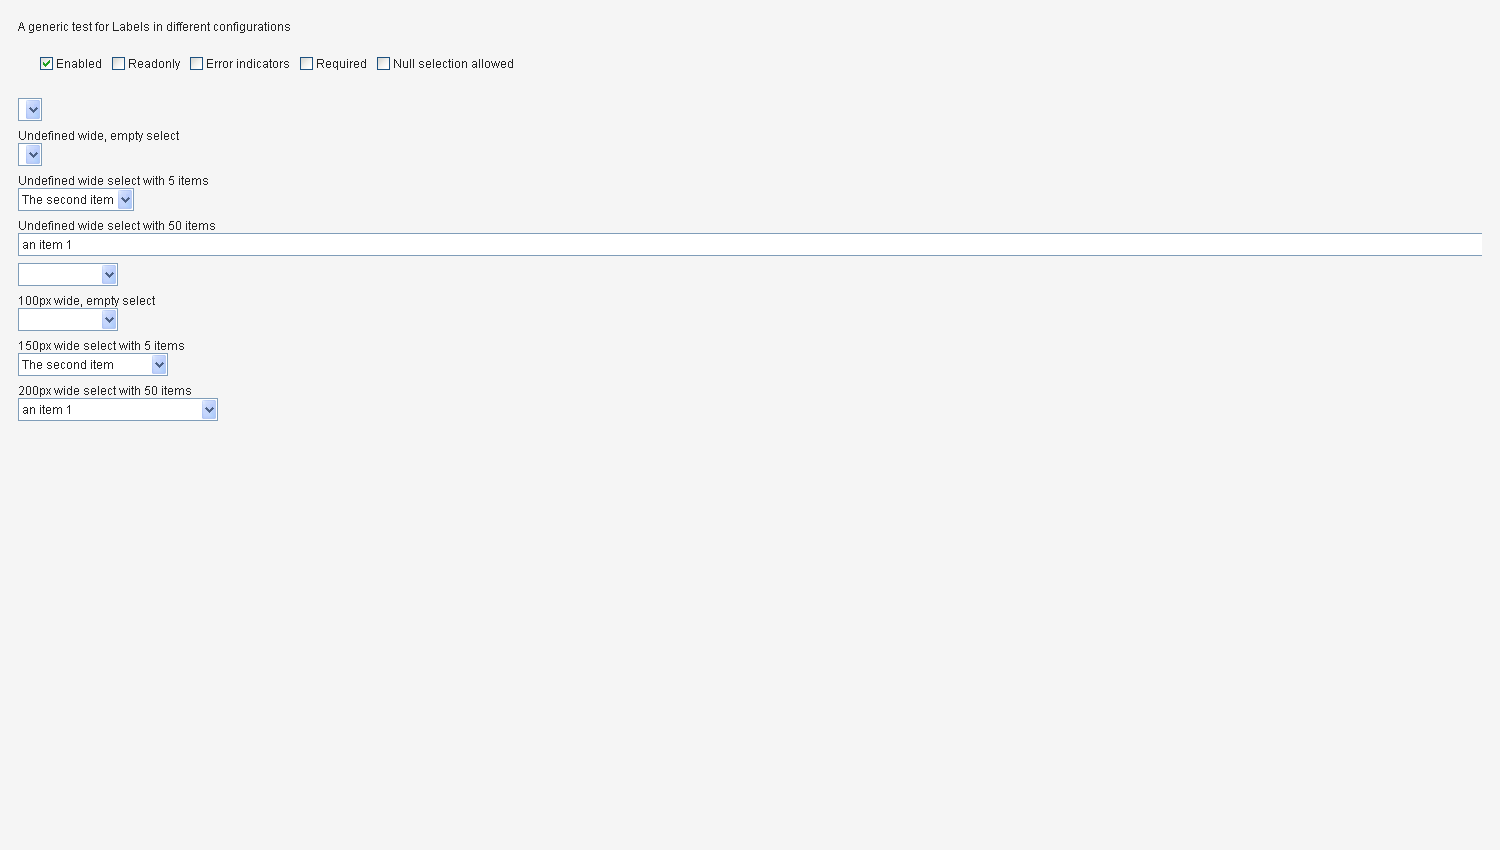 A generic test for Labels in different configurations
Enabled Readonly Error indicators Required Null selection allowed
Undefined wide, empty select
Undefined wide select with 5 items
The second item
Undefined wide select with 50 items
an item 1
100px wide, empty select
150px wide select with 5 items
The second item
200px wide select with 50 items
an item 1